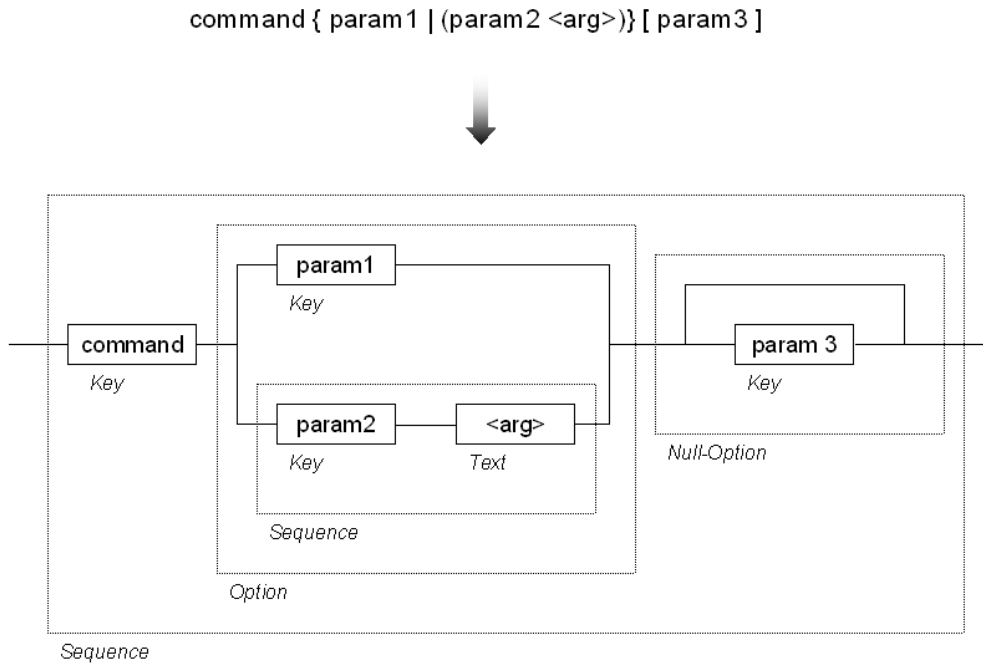 command { param1 | (param2 <arg>)} [ param3 ]
param1
Key
command
param 3
Key
Key
param2
<arg>
Key
Text
Null-Option
Sequence
Option
Sequence